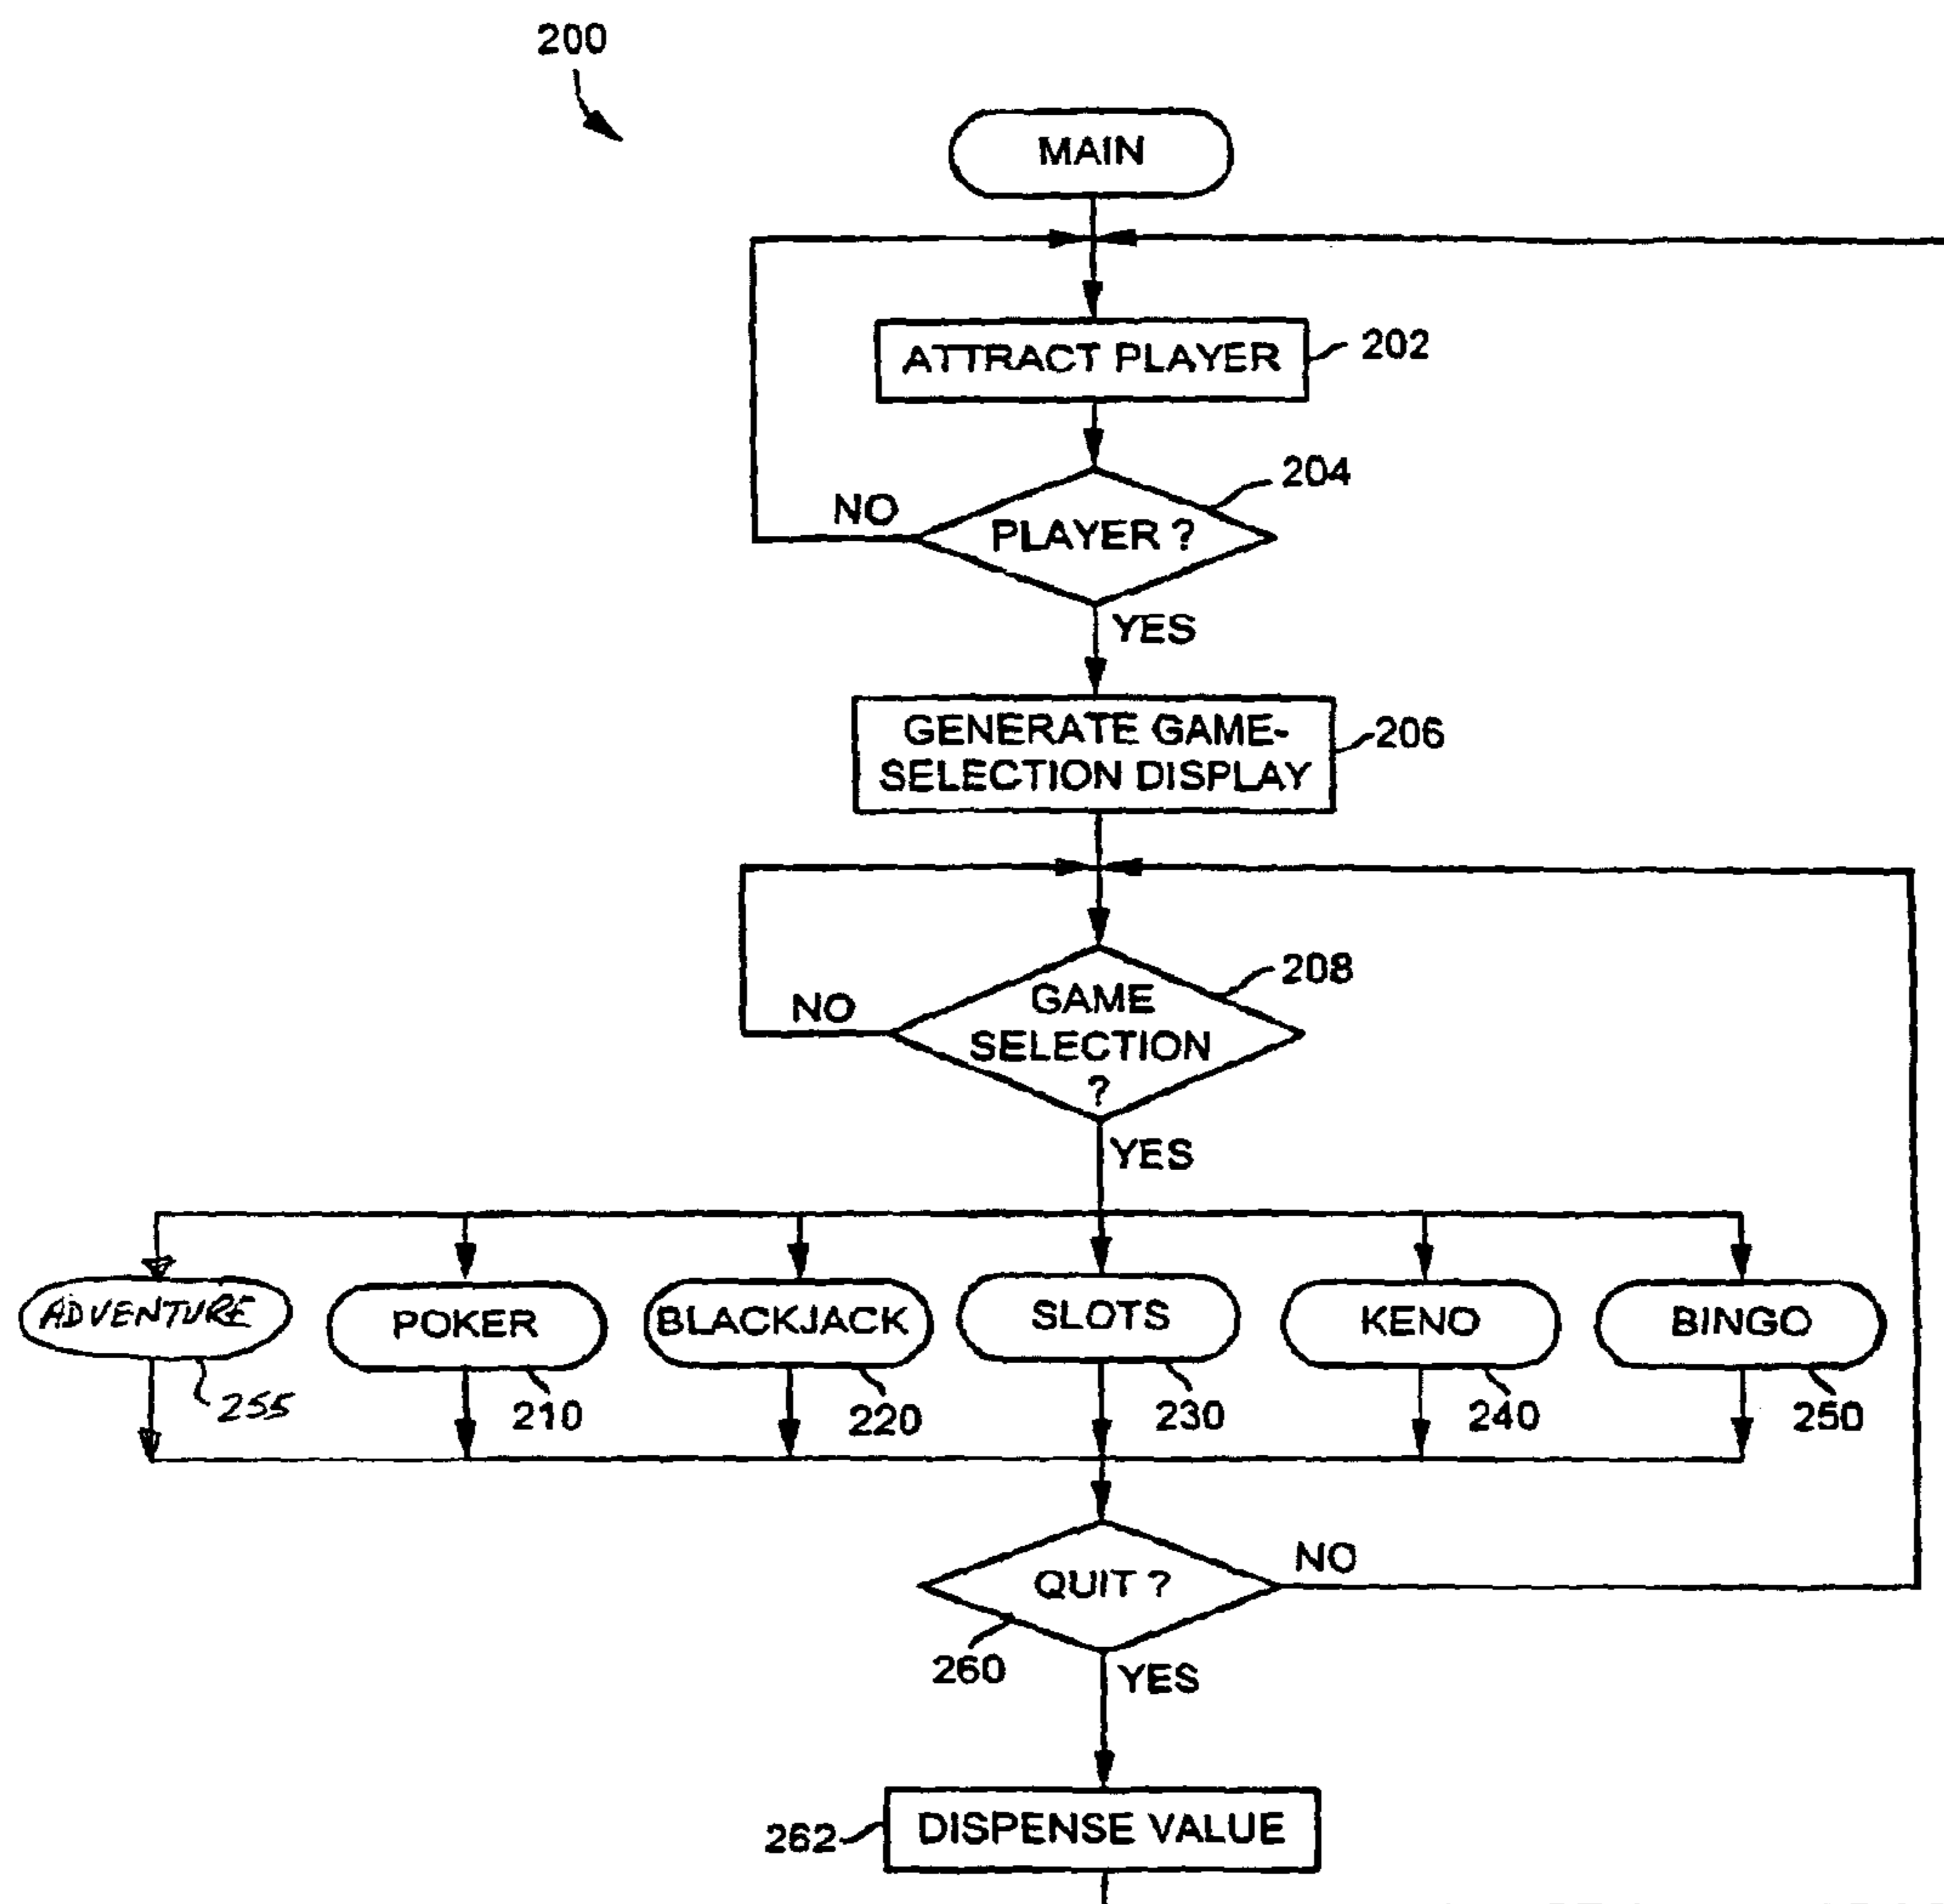 200
MAIN
ATTRACT PLAYER
202
204
NO
PLAYER ?
YES
GENERATE GAME-
SELECTION DISPLAY
206
208
NO
GAME
SELECTION
?
YES
ADVENTURE
POKER
BLACKJACK
SLOTS
KENO
BINGO
255
210
220
230
240
250
QUIT ?
NO
260
YES
262
DISPENSE VALUE